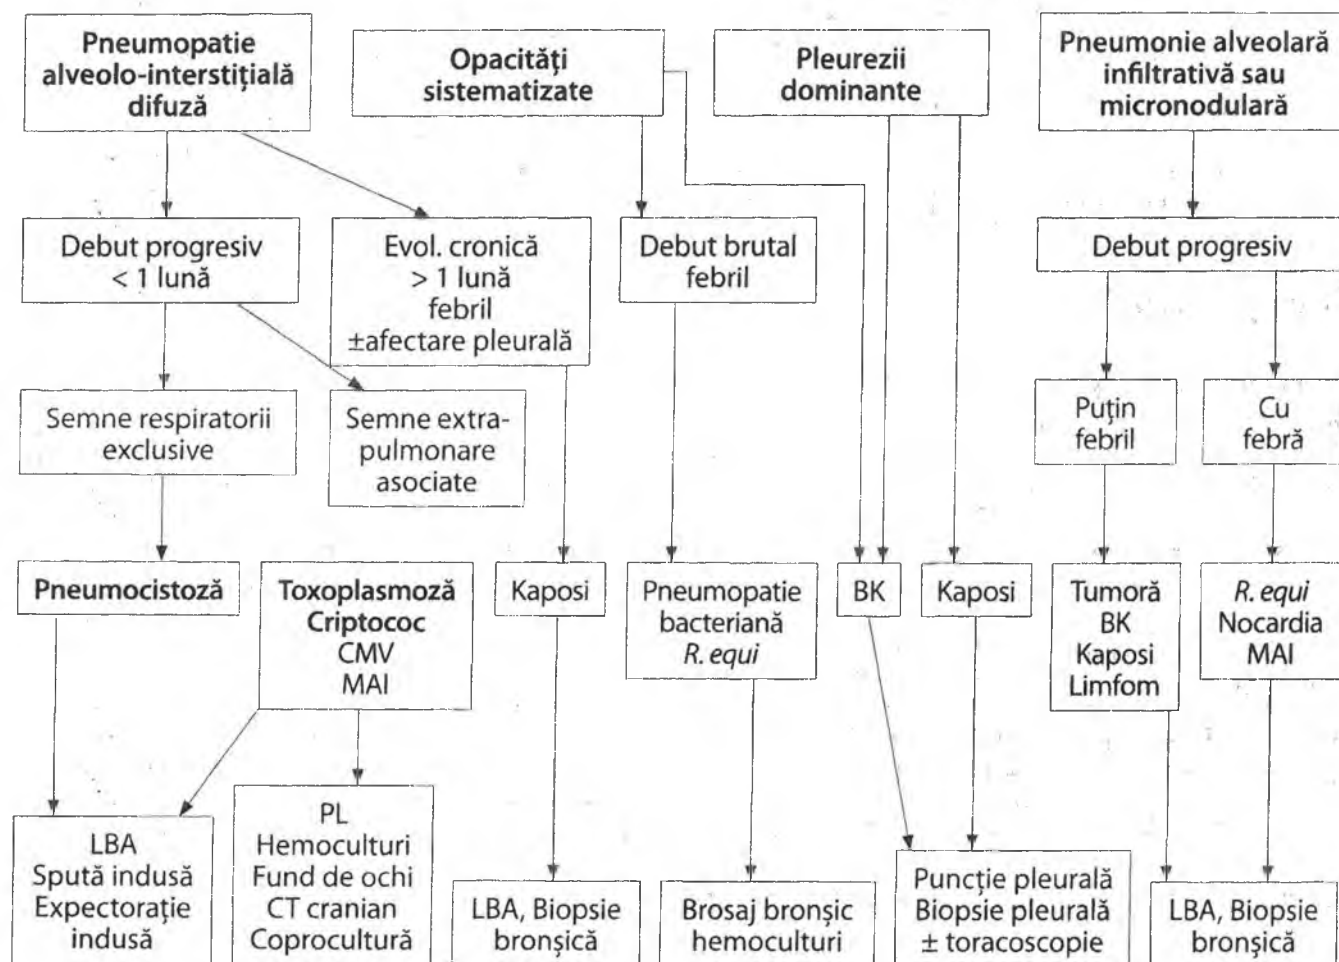 Pneumopatie
alveolo-interstițială
difuză
Opacități
sistematizate
Pleurezii
dominante
Pneumonie alveolară
infiltrativă sau
micronodulară
Debut progresiv
< 1 lună
Evol. cronică
> 1 lună
febril
±afectare pleurală
Debut brutal
febril
Debut progresiv
Semne respiratorii
exclusive
Semne extra-
pulmonare
asociate
Puțin
febril
Cu
febră
Pneumocistoză
Toxoplasmoză
Criptococ
CMV
MAI
Kaposi
Pneumopatie
bacteriană
R. equi
BK
Kaposi
Tumoră
BK
Kaposi
Limfom
R. equi
Nocardia
MAI
LBA
Spută indusă
Expectorație
indusă
PL
Hemoculturi
Fund de ochi
CT cranian
Coprocultură
LBA, Biopsie
bronșică
Brosaj bronșic
hemoculturi
Puncție pleurală
Biopsie pleurală
± toracoscopie
LBA, Biopsie
bronșică